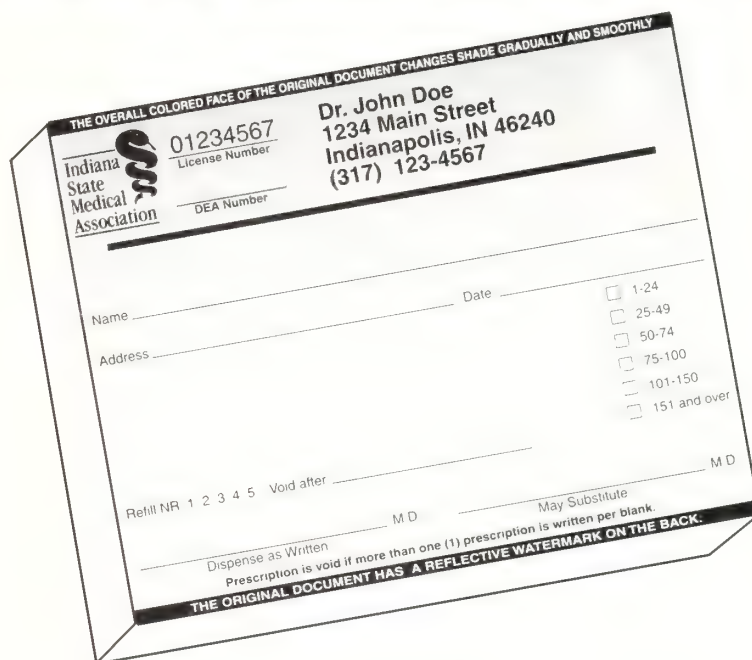 THE OVERALL COLORED FACE OF THE ORIGINAL DOCUMENT CHANGES SHADE GRADUALLY AND SMOOTHLY
Indiana
State
Medical
Association
01234567
License Number
DEA Number
Dr. John Doe
1234 Main Street
Indianapolis, IN 46240
(317) 123-4567
Name
Address
Date
1-24
25-49
50-74
75-100
101-150
151 and over
Refill NR 1 2 3 4 5 Void after
M D
Dispense as Written
M D
May Substitute
Prescription is void if more than one (1) prescription is written per blank.
THE ORIGINAL DOCUMENT HAS A REFLECTIVE WATERMARK ON THE BACK.